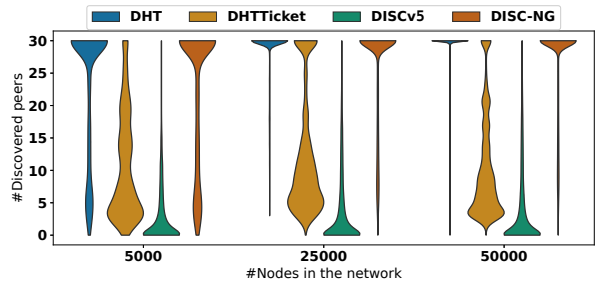 DHT DHTTicket DISCv5 DISC-NG
30
25
20
15
10
5
0
#Discovered peers
5000 25000 50000
#Nodes in the network